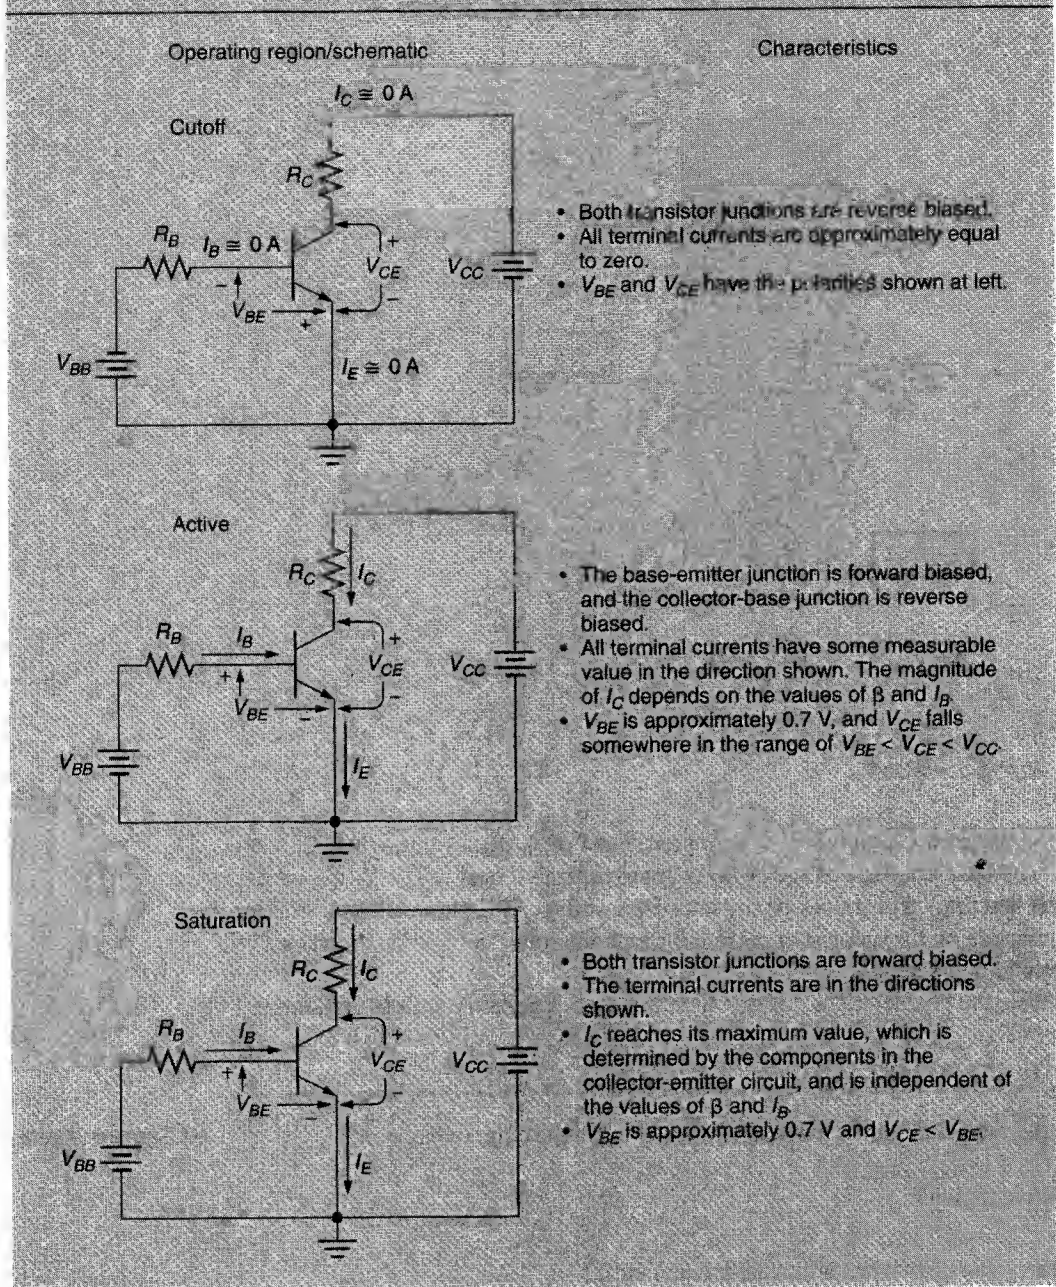 Operating region/schematic
Characteristics
Cutoff
I_C ≅ 0 A
R_C
R_B
I_B ≅ 0 A
+
V_CE
−
V_CC
−
V_BE
+
V_BB
I_E ≅ 0 A
• Both transistor junctions are reverse biased.
• All terminal currents are approximately equal
to zero.
• V_BE and V_CE have the polarities shown at left.
Active
R_C
I_C
R_B
I_B
+
V_CE
−
V_CC
+
V_BE
−
V_BB
I_E
• The base-emitter junction is forward biased,
and the collector-base junction is reverse
biased.
• All terminal currents have some measurable
value in the direction shown. The magnitude
of I_C depends on the values of β and I_B.
• V_BE is approximately 0.7 V, and V_CE falls
somewhere in the range of V_BE < V_CE < V_CC.
Saturation
R_C
I_C
R_B
I_B
+
V_CE
−
V_CC
+
V_BE
−
V_BB
I_E
• Both transistor junctions are forward biased.
• The terminal currents are in the directions
shown.
• I_C reaches its maximum value, which is
determined by the components in the
collector-emitter circuit, and is independent of
the values of β and I_B.
• V_BE is approximately 0.7 V and V_CE < V_BE.